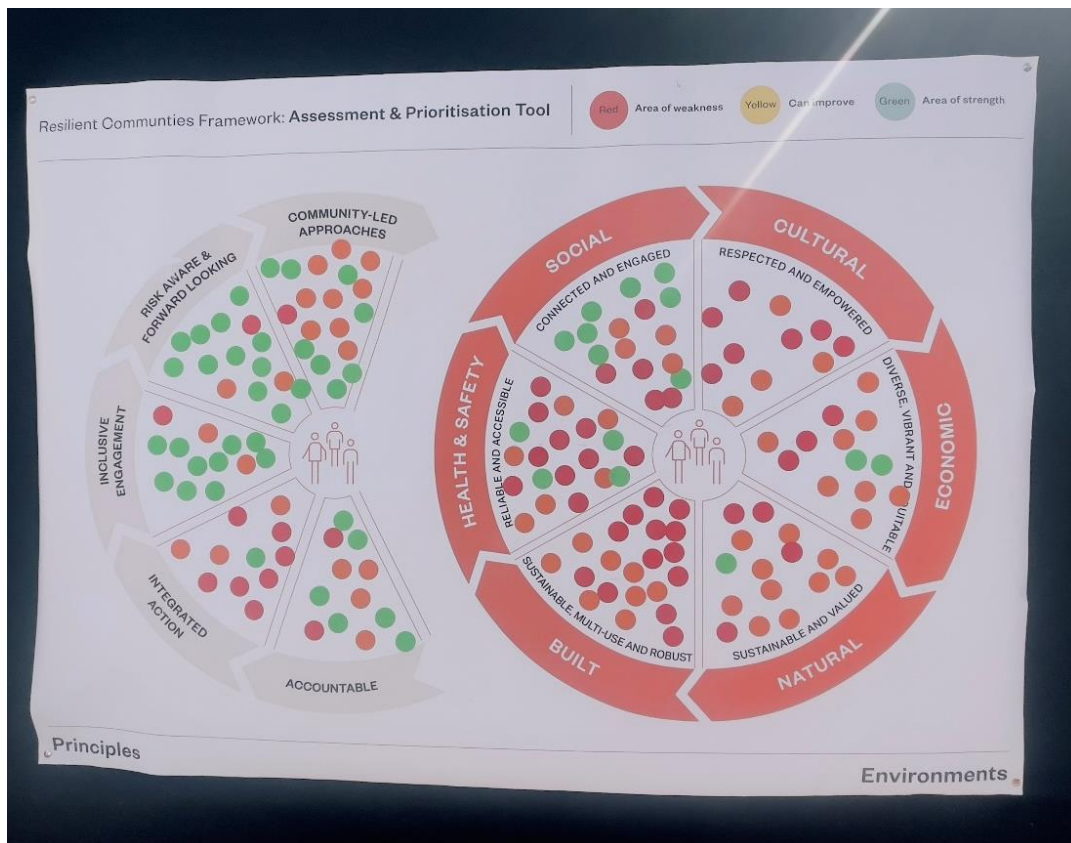 Resilient Communties Framework: Assessment & Prioritisation Tool
Red
Area of weakness
Yellow
Can improve
Green
Area of strength
COMMUNITY-LED
APPROACHES
RISK AWARE &
FORWARD LOOKING
INCLUSIVE
ENGAGEMENT
INTEGRATED
ACTION
ACCOUNTABLE
SOCIAL
CONNECTED AND ENGAGED
CULTURAL
RESPECTED AND EMPOWERED
ECONOMIC
DIVERSE, VIBRANT AND
NATURAL
SUSTAINABLE AND VALUED
BUILT
SUSTAINABLE, MULTI-USE AND ROBUST
HEALTH & SAFETY
RELIABLE AND ACCESSIBLE
Principles
Environments